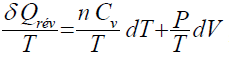 δQ_rév / T = n C_v / T dT + P / T dV